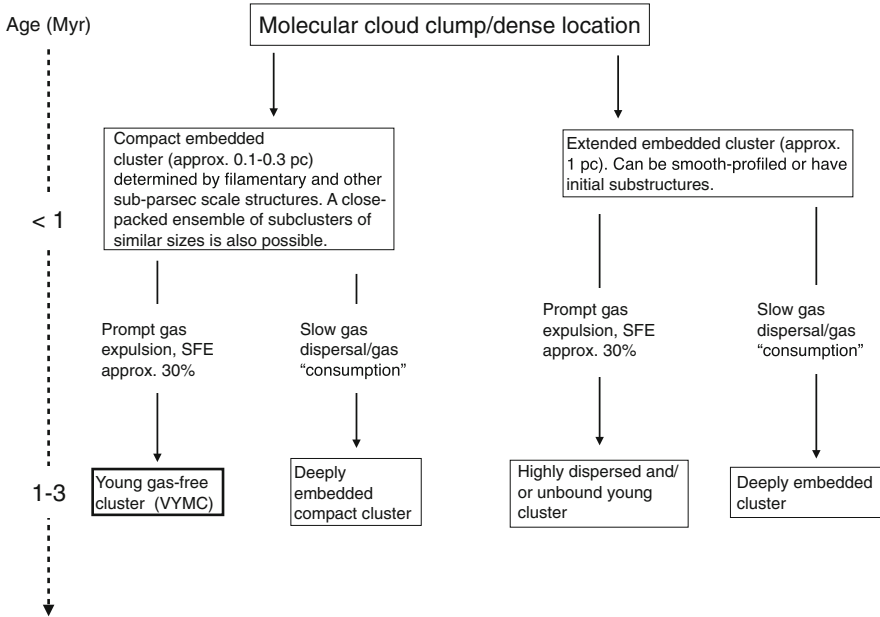 Age (Myr)
Molecular cloud clump/dense location
Compact embedded
cluster (approx. 0.1-0.3 pc)
determined by filamentary and other
sub-parsec scale structures. A close-
packed ensemble of subclusters of
similar sizes is also possible.
Extended embedded cluster (approx.
1 pc). Can be smooth-profiled or have
initial substructures.
< 1
Prompt gas
expulsion, SFE
approx. 30%
Slow gas
dispersal/gas
“consumption”
Prompt gas
expulsion, SFE
approx. 30%
Slow gas
dispersal/gas
“consumption”
1-3
Young gas-free
cluster (VYMC)
Deeply
embedded
compact cluster
Highly dispersed and/
or unbound young
cluster
Deeply embedded
cluster